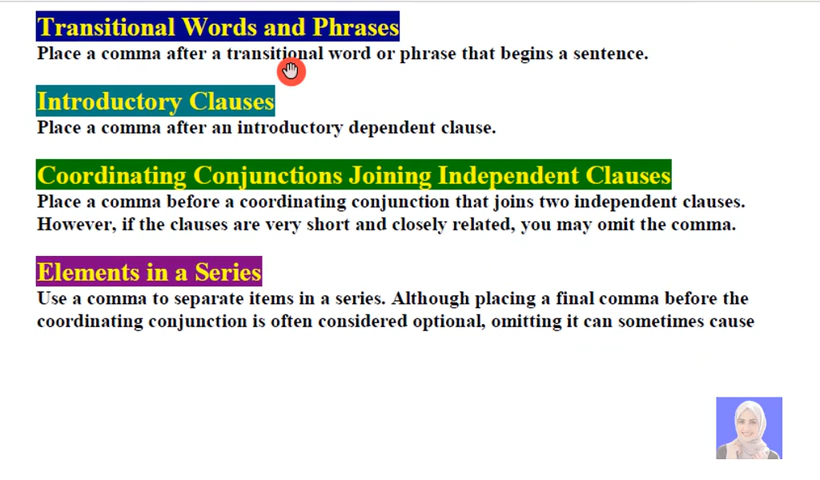 Transitional Words and Phrases
Place a comma after a transitional word or phrase that begins a sentence.
Introductory Clauses
Place a comma after an introductory dependent clause.
Coordinating Conjunctions Joining Independent Clauses
Place a comma before a coordinating conjunction that joins two independent clauses.
However, if the clauses are very short and closely related, you may omit the comma.
Elements in a Series
Use a comma to separate items in a series. Although placing a final comma before the
coordinating conjunction is often considered optional, omitting it can sometimes cause